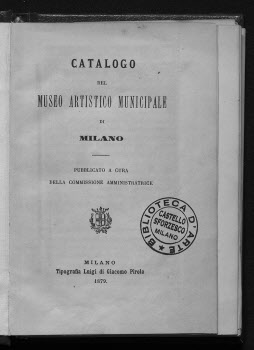 CATALOGO
DEL
MUSEO ARTISTICO MUNICIPALE
DI
MILANO
PUBBLICATO A CURA
DELLA COMMISSIONE AMMINISTRATRICE
BIBLIOTECA D'ARTE
CASTELLO
SFORZESCO
MILANO
MILANO
Tipografia Luigi di Giacomo Pirola
1879.